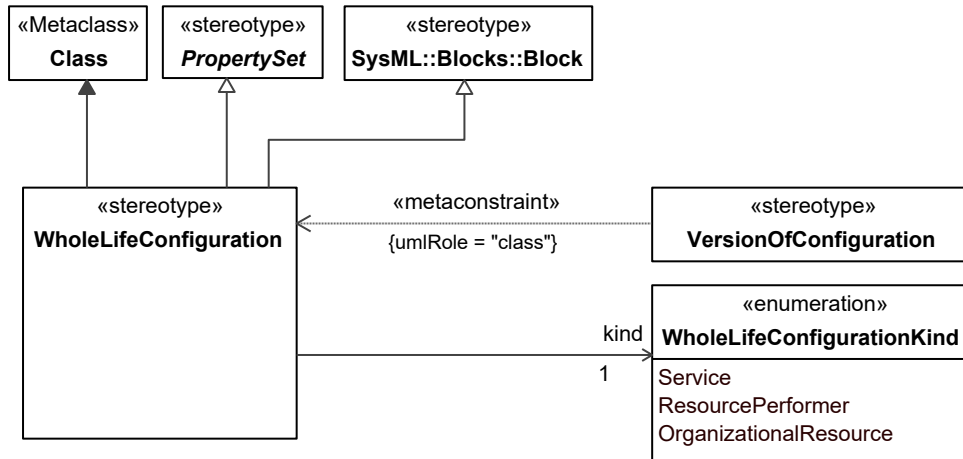 «Metaclass»
Class
«stereotype»
PropertySet
«stereotype»
SysML::Blocks::Block
«stereotype»
WholeLifeConfiguration
«metaconstraint»
{umlRole = "class"}
«stereotype»
VersionOfConfiguration
kind
1
«enumeration»
WholeLifeConfigurationKind
Service
ResourcePerformer
OrganizationalResource